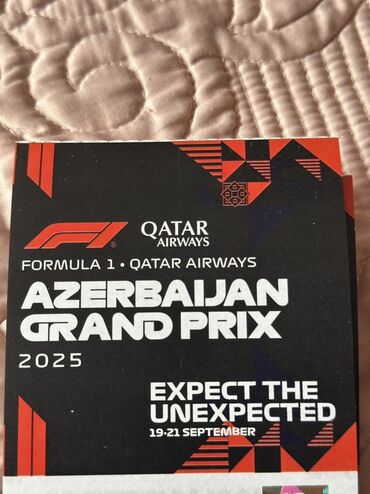 F1
QATAR
AIRWAYS
FORMULA 1 • QATAR AIRWAYS
AZERBAIJAN
GRAND PRIX
2025
EXPECT THE
UNEXPECTED
19-21 SEPTEMBER